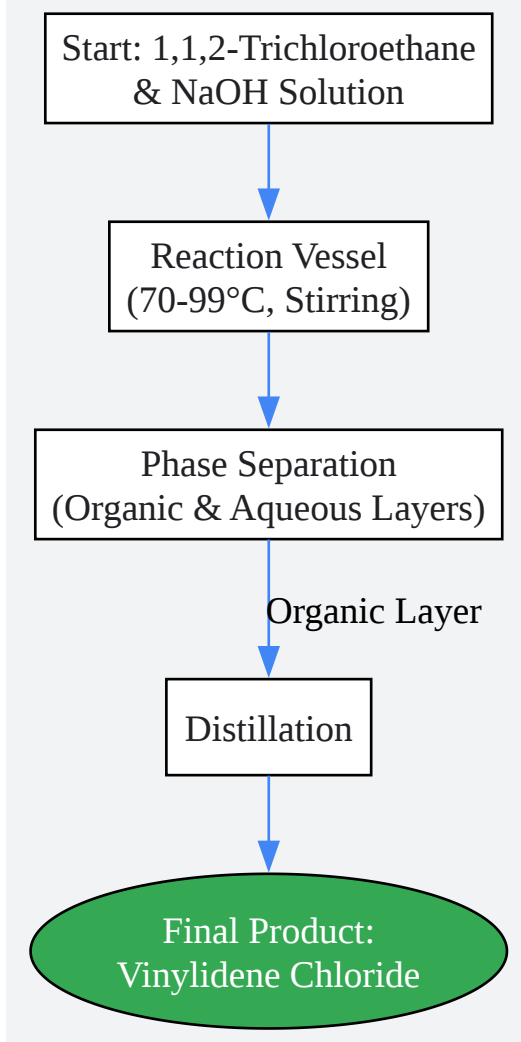 Start: 1,1,2-Trichloroethane
& NaOH Solution
Reaction Vessel
(70-99°C, Stirring)
Phase Separation
(Organic & Aqueous Layers)
Organic Layer
Distillation
Final Product:
Vinylidene Chloride